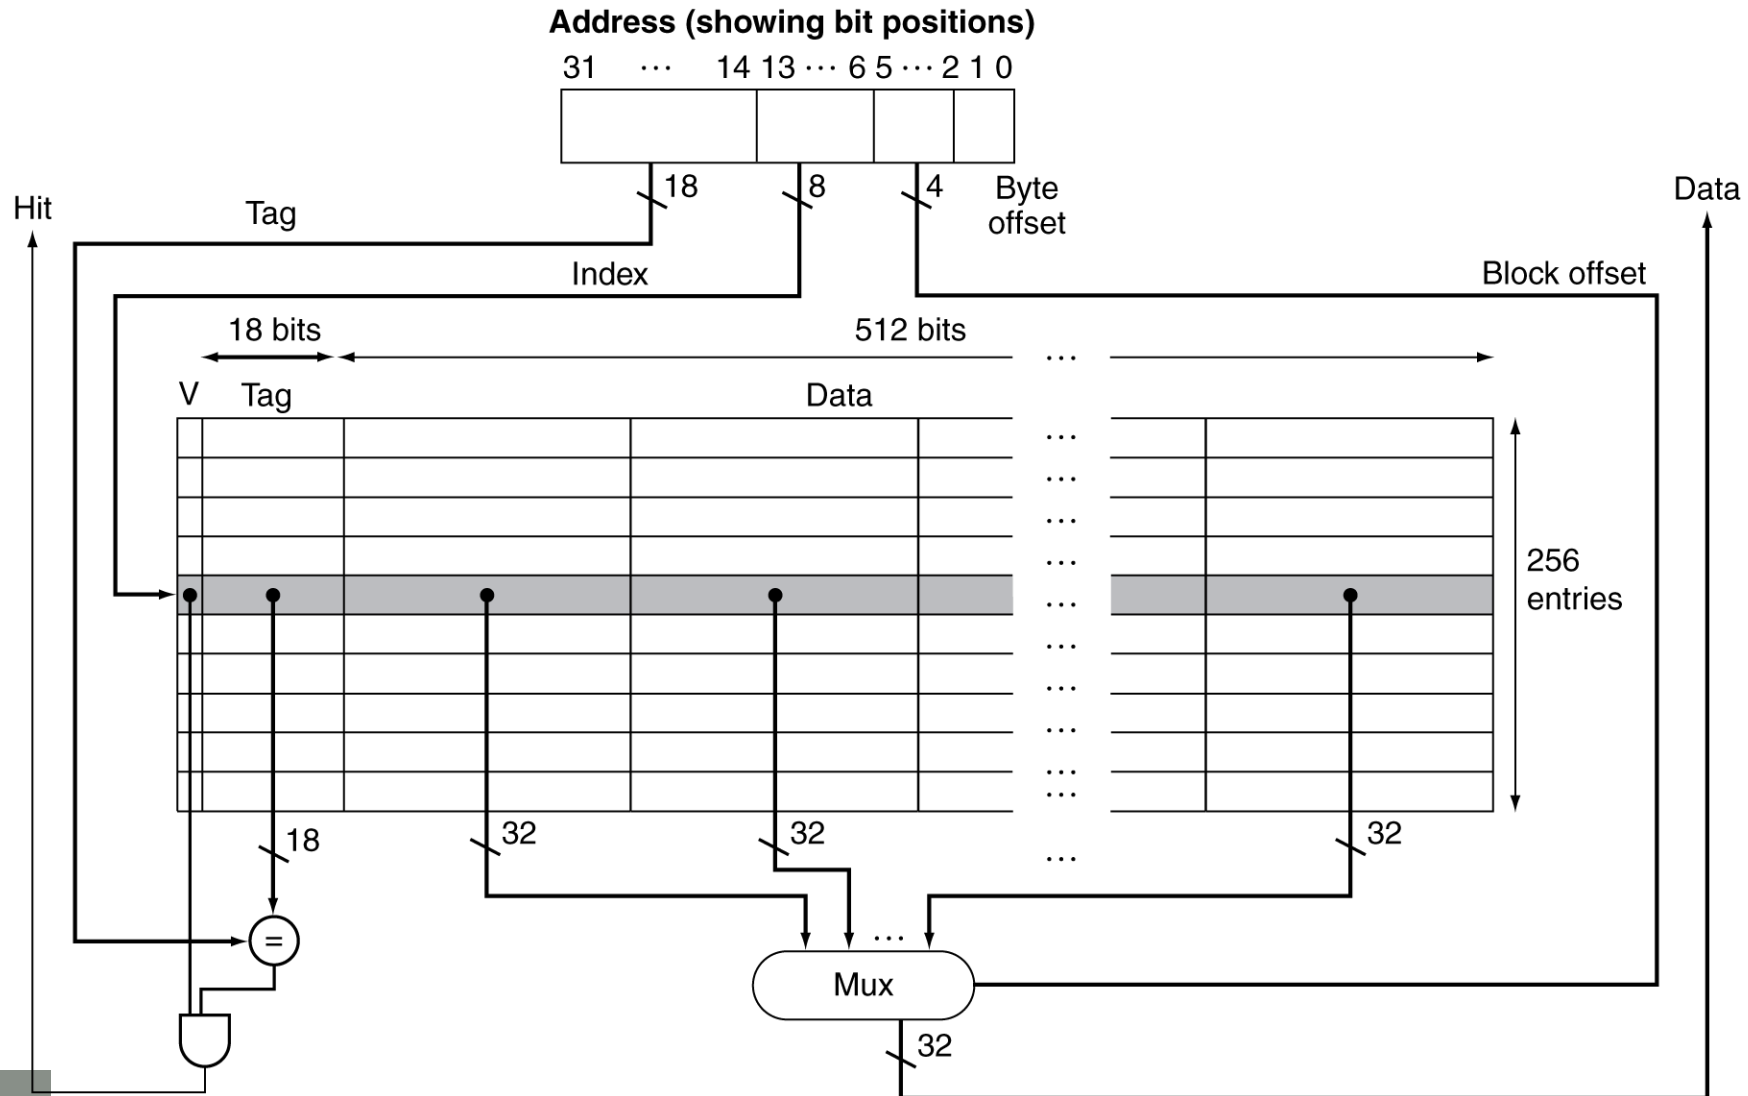 Address (showing bit positions)
31 ... 14 13 ... 6 5 ... 2 1 0
18 8 4 Byte
offset
Hit
Data
Tag
Index
Block offset
18 bits
512 bits
...
V Tag Data
...
...
...
...
...
...
...
...
...
...
256
entries
18 32 32 32
...
=
...
Mux
32